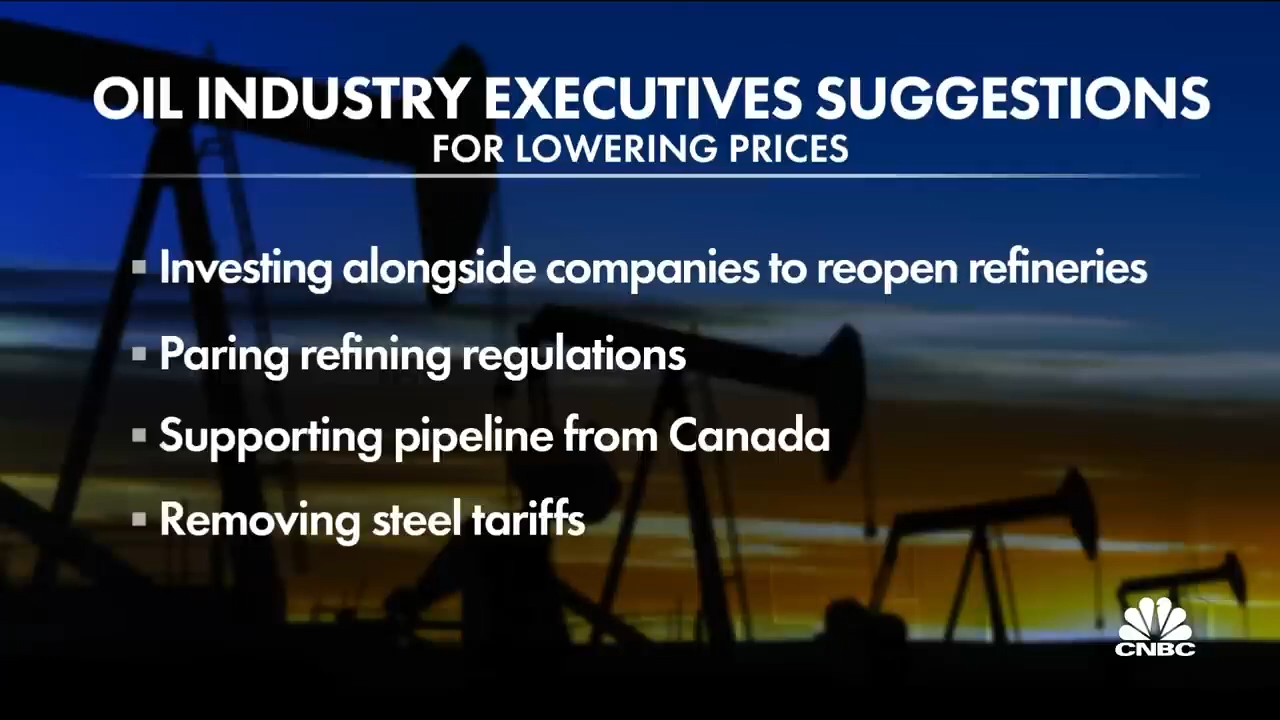 OIL INDUSTRY EXECUTIVES SUGGESTIONS
FOR LOWERING PRICES
▪ Investing alongside companies to reopen refineries
▪ Paring refining regulations
▪ Supporting pipeline from Canada
▪ Removing steel tariffs
CNBC